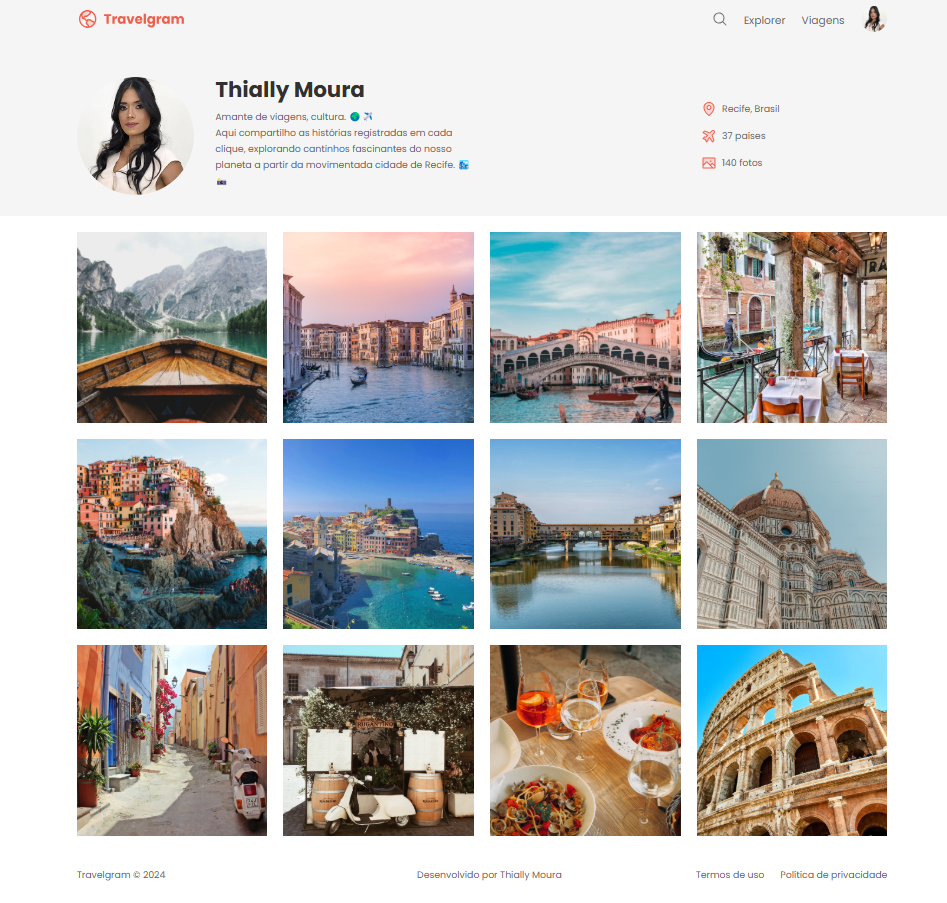 Travelgram
Explorer Viagens
Thially Moura
Amante de viagens, cultura. 🌍 ✈️
Aqui compartilho as histórias registradas em cada
clique, explorando cantinhos fascinantes do nosso
planeta a partir da movimentada cidade de Recife. 🏞️
📸
Recife, Brasil
37 países
140 fotos
TRA
Travelgram © 2024
Desenvolvido por Thially Moura
Termos de uso Política de privacidade